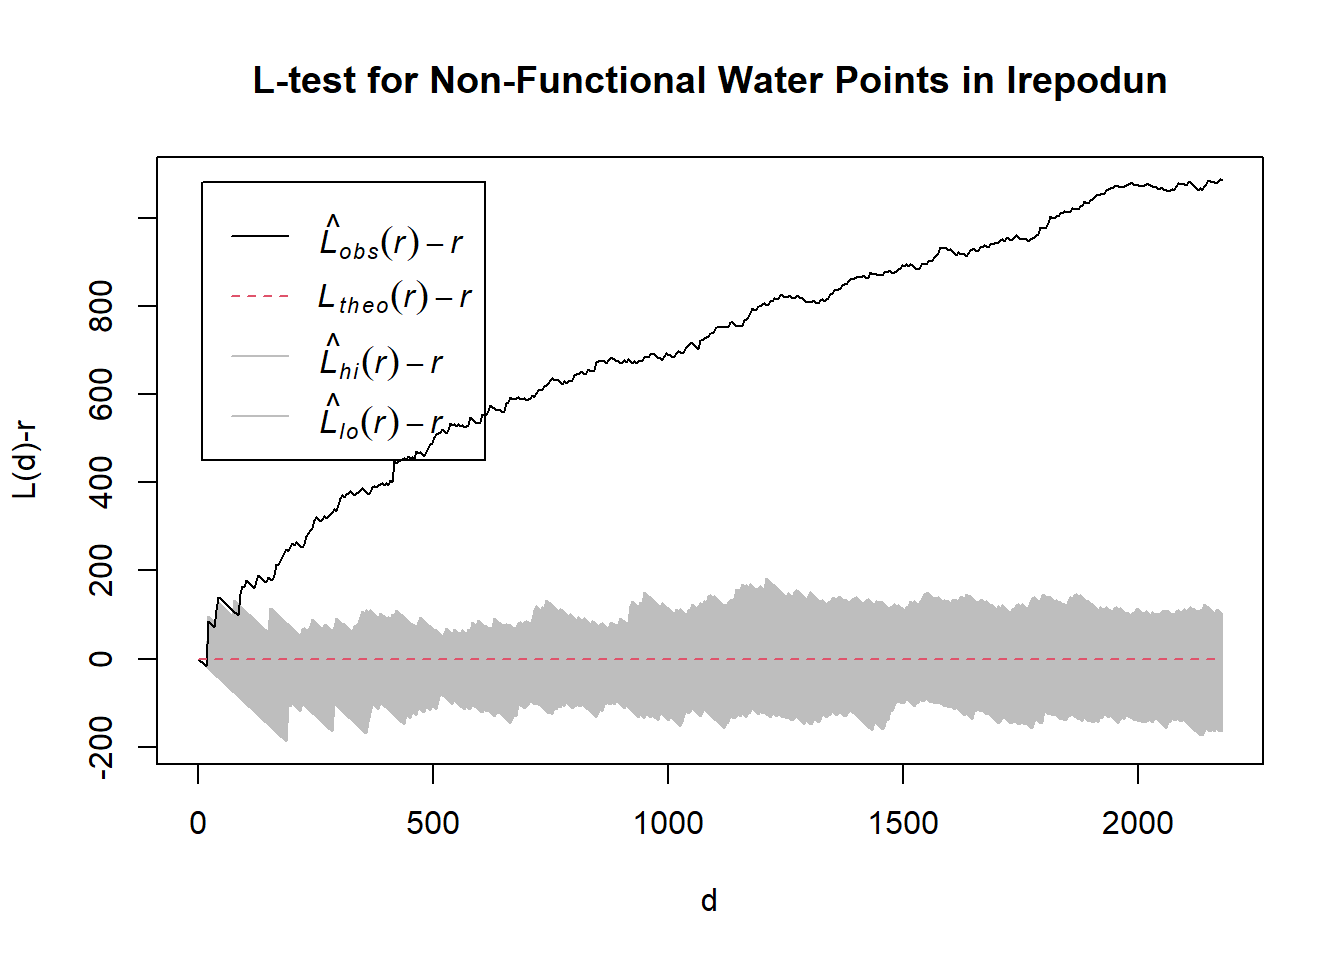 L-test for Non-Functional Water Points in Irepodun
L̂obs(r) – r
Ltheo(r) – r
L̂hi(r) – r
L̂lo(r) – r
L(d)-r
800
600
400
200
0
-200
0 500 1000 1500 2000
d